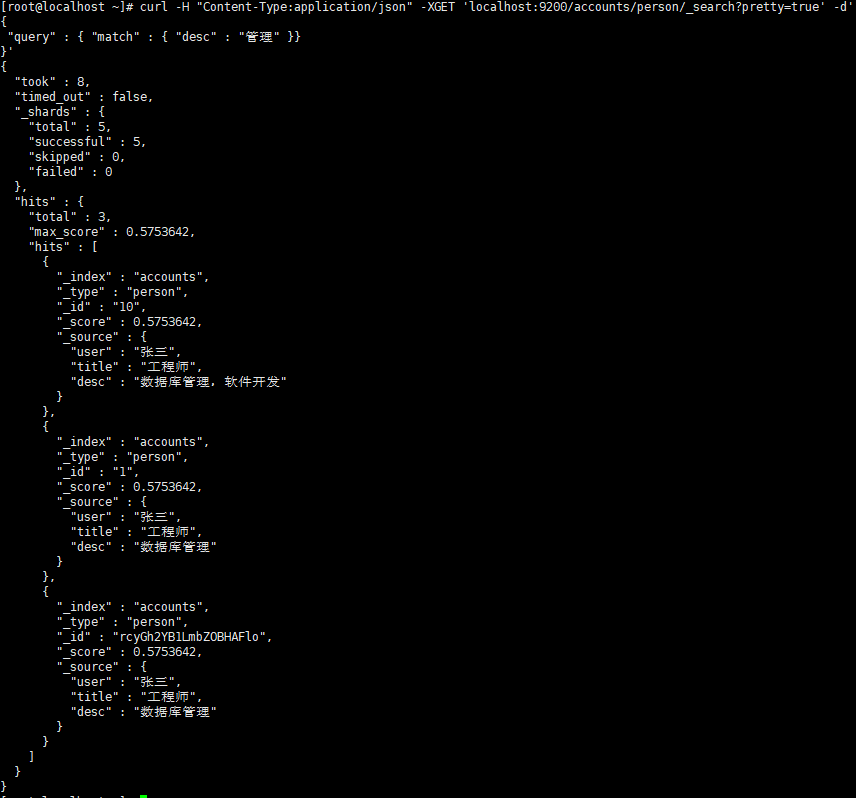 [root@localhost ~]# curl -H "Content-Type:application/json" -XGET 'localhost:9200/accounts/person/_search?pretty=true' -d'
{
 "query" : { "match" : { "desc" : "管理" }}
}'
{
  "took" : 8,
  "timed_out" : false,
  "_shards" : {
    "total" : 5,
    "successful" : 5,
    "skipped" : 0,
    "failed" : 0
  },
  "hits" : {
    "total" : 3,
    "max_score" : 0.5753642,
    "hits" : [
      {
        "_index" : "accounts",
        "_type" : "person",
        "_id" : "10",
        "_score" : 0.5753642,
        "_source" : {
          "user" : "张三",
          "title" : "工程师",
          "desc" : "数据库管理，软件开发"
        }
      },
      {
        "_index" : "accounts",
        "_type" : "person",
        "_id" : "1",
        "_score" : 0.5753642,
        "_source" : {
          "user" : "张三",
          "title" : "工程师",
          "desc" : "数据库管理"
        }
      },
      {
        "_index" : "accounts",
        "_type" : "person",
        "_id" : "rcyGh2YB1LmbZOBHAFlo",
        "_score" : 0.5753642,
        "_source" : {
          "user" : "张三",
          "title" : "工程师",
          "desc" : "数据库管理"
        }
      }
    ]
  }
}